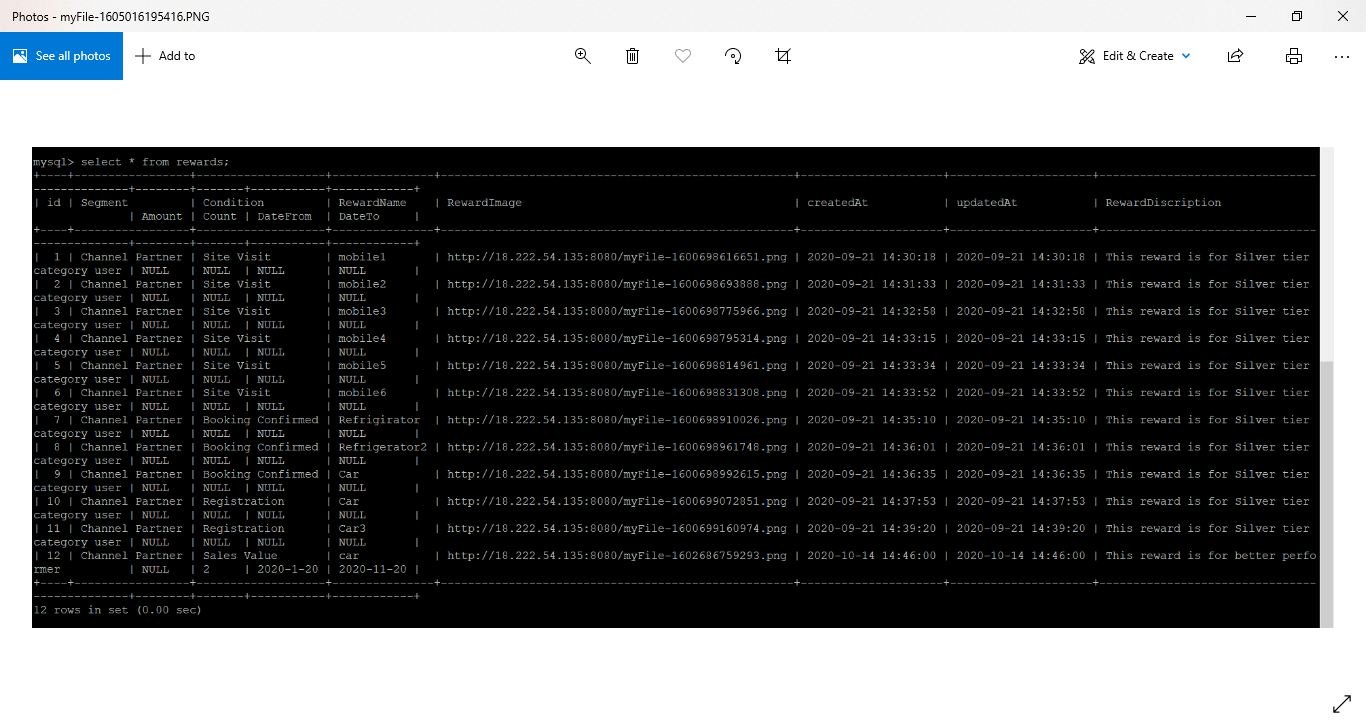 Photos - myFile-1605016195416.PNG
See all photos
Add to
Edit & Create
mysql> select * from rewards;
+----+-----------------+-------------------+---------------+----------------------------------------------------+---------------------+---------------------+-------------------------------
--------------+--------+-------+-----------+------------+
| id | Segment | Condition | RewardName | RewardImage | createdAt | updatedAt | RewardDiscription
| Amount | Count | DateFrom | DateTo |
+----+-----------------+-------------------+---------------+----------------------------------------------------+---------------------+---------------------+-------------------------------
--------------+--------+-------+-----------+------------+
| 1 | Channel Partner | Site Visit | mobile1 | http://18.222.54.135:8080/myFile-1600698616651.png | 2020-09-21 14:30:18 | 2020-09-21 14:30:18 | This reward is for Silver tier
category user | NULL | NULL | NULL | NULL |
| 2 | Channel Partner | Site Visit | mobile2 | http://18.222.54.135:8080/myFile-1600698693888.png | 2020-09-21 14:31:33 | 2020-09-21 14:31:33 | This reward is for Silver tier
category user | NULL | NULL | NULL | NULL |
| 3 | Channel Partner | Site Visit | mobile3 | http://18.222.54.135:8080/myFile-1600698775966.png | 2020-09-21 14:32:58 | 2020-09-21 14:32:58 | This reward is for Silver tier
category user | NULL | NULL | NULL | NULL |
| 4 | Channel Partner | Site Visit | mobile4 | http://18.222.54.135:8080/myFile-1600698795314.png | 2020-09-21 14:33:15 | 2020-09-21 14:33:15 | This reward is for Silver tier
category user | NULL | NULL | NULL | NULL |
| 5 | Channel Partner | Site Visit | mobile5 | http://18.222.54.135:8080/myFile-1600698814961.png | 2020-09-21 14:33:34 | 2020-09-21 14:33:34 | This reward is for Silver tier
category user | NULL | NULL | NULL | NULL |
| 6 | Channel Partner | Site Visit | mobile6 | http://18.222.54.135:8080/myFile-1600698831308.png | 2020-09-21 14:33:52 | 2020-09-21 14:33:52 | This reward is for Silver tier
category user | NULL | NULL | NULL | NULL |
| 7 | Channel Partner | Booking Confirmed | Refrigirator | http://18.222.54.135:8080/myFile-1600698910026.png | 2020-09-21 14:35:10 | 2020-09-21 14:35:10 | This reward is for Silver tier
category user | NULL | NULL | NULL | NULL |
| 8 | Channel Partner | Booking Confirmed | Refrigerator2 | http://18.222.54.135:8080/myFile-1600698961748.png | 2020-09-21 14:36:01 | 2020-09-21 14:36:01 | This reward is for Silver tier
category user | NULL | NULL | NULL | NULL |
| 9 | Channel Partner | Booking Confirmed | Car | http://18.222.54.135:8080/myFile-1600698992615.png | 2020-09-21 14:36:35 | 2020-09-21 14:36:35 | This reward is for Silver tier
category user | NULL | NULL | NULL | NULL |
| 10 | Channel Partner | Registration | Car | http://18.222.54.135:8080/myFile-1600699072851.png | 2020-09-21 14:37:53 | 2020-09-21 14:37:53 | This reward is for Silver tier
category user | NULL | NULL | NULL | NULL |
| 11 | Channel Partner | Registration | Car3 | http://18.222.54.135:8080/myFile-1600699160974.png | 2020-09-21 14:39:20 | 2020-09-21 14:39:20 | This reward is for Silver tier
category user | NULL | NULL | NULL | NULL |
| 12 | Channel Partner | Sales Value | car | http://18.222.54.135:8080/myFile-1602686759293.png | 2020-10-14 14:46:00 | 2020-10-14 14:46:00 | This reward is for better perfo
rmer | NULL | 2 | 2020-1-20 | 2020-11-20 |
+----+-----------------+-------------------+---------------+----------------------------------------------------+---------------------+---------------------+-------------------------------
--------------+--------+-------+-----------+------------+
12 rows in set (0.00 sec)